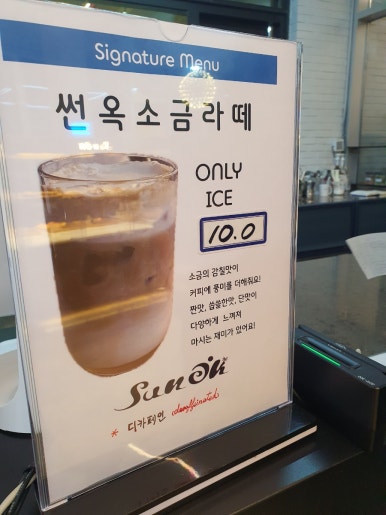 Signature Menu
썬옥소금라떼
ONLY
ICE
10.0
소금의 감칠맛이
커피에 풍미를 더해줘요!
짠맛, 씁쓸한맛, 단맛이
다양하게 느껴져
마시는 재미가 있어요!
Sun OK
* 디카페인 decaffeinated